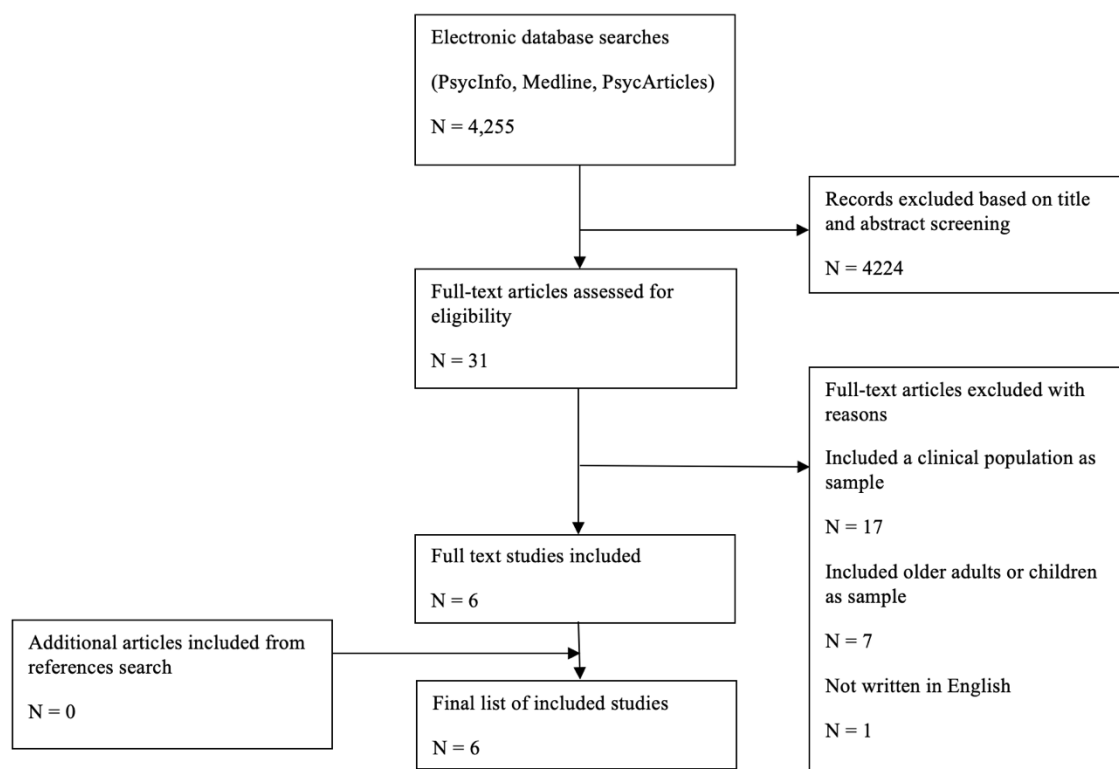 Electronic database searches
(PsycInfo, Medline, PsycArticles)
N = 4,255
Records excluded based on title
and abstract screening
N = 4224
Full-text articles assessed for
eligibility
N = 31
Full-text articles excluded with
reasons
Included a clinical population as
sample
N = 17
Included older adults or children
as sample
N = 7
Not written in English
N = 1
Full text studies included
N = 6
Additional articles included from
references search
N = 0
Final list of included studies
N = 6